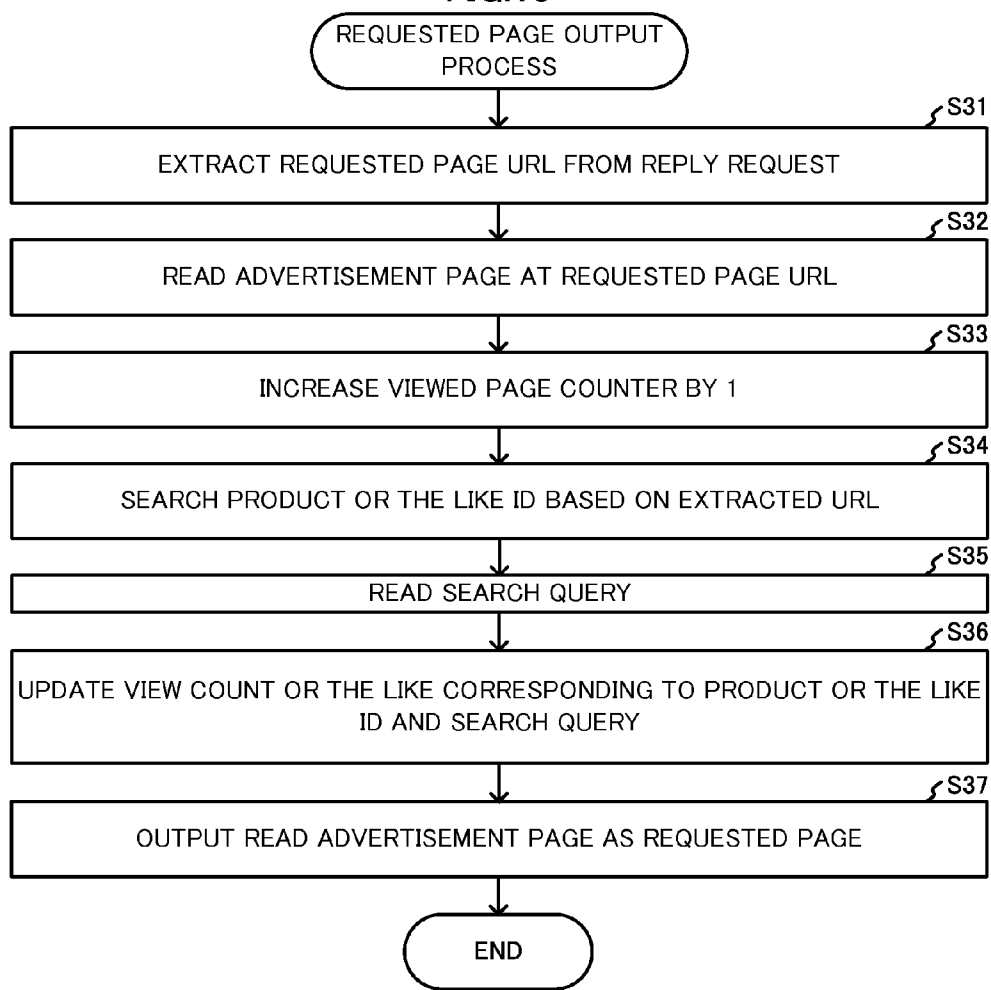 REQUESTED PAGE OUTPUT
PROCESS
S31
EXTRACT REQUESTED PAGE URL FROM REPLY REQUEST
S32
READ ADVERTISEMENT PAGE AT REQUESTED PAGE URL
S33
INCREASE VIEWED PAGE COUNTER BY 1
S34
SEARCH PRODUCT OR THE LIKE ID BASED ON EXTRACTED URL
S35
READ SEARCH QUERY
S36
UPDATE VIEW COUNT OR THE LIKE CORRESPONDING TO PRODUCT OR THE LIKE
ID AND SEARCH QUERY
S37
OUTPUT READ ADVERTISEMENT PAGE AS REQUESTED PAGE
END